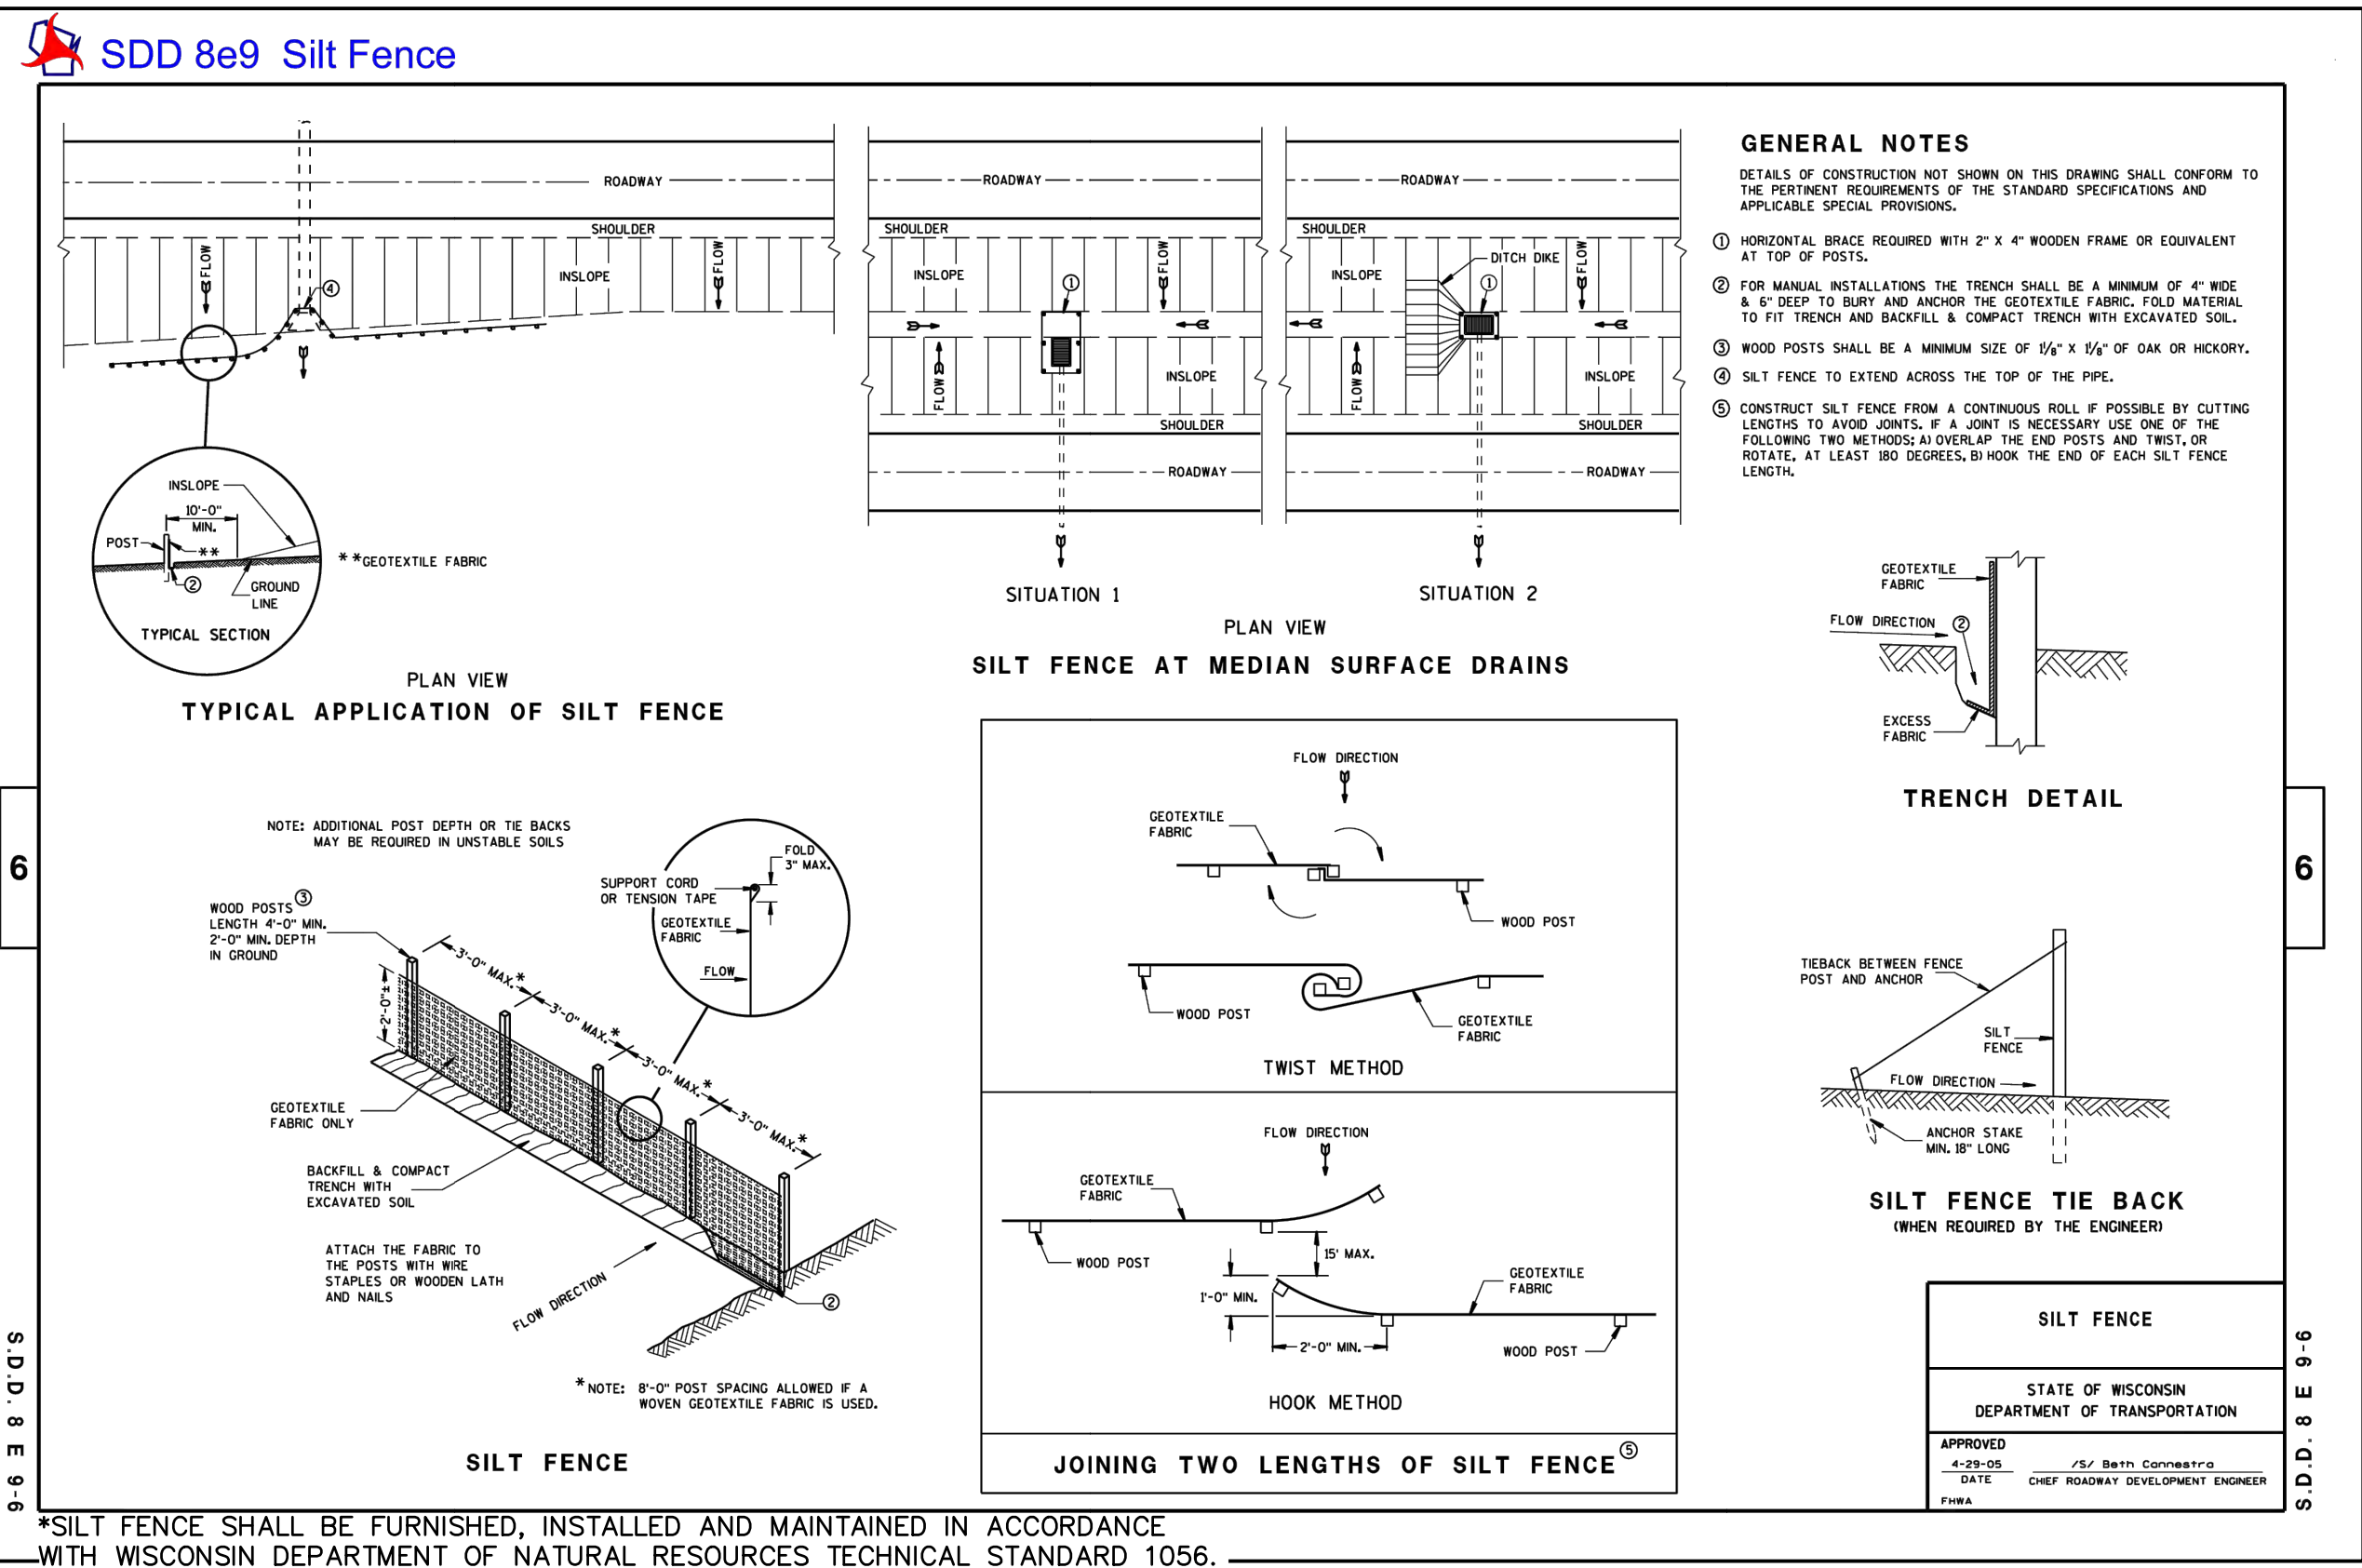 SDD 8e9  Silt Fence
ROADWAY
SHOULDER
FLOW
FLOW
INSLOPE
④
INSLOPE
10'-0"
MIN.
POST
**
②
GROUND
LINE
TYPICAL SECTION
**GEOTEXTILE FABRIC
PLAN VIEW
TYPICAL APPLICATION OF SILT FENCE
ROADWAY
SHOULDER
FLOW
INSLOPE
①
FLOW
INSLOPE
SHOULDER
ROADWAY
SITUATION 1
ROADWAY
SHOULDER
DITCH DIKE
FLOW
INSLOPE
①
FLOW
INSLOPE
SHOULDER
ROADWAY
SITUATION 2
PLAN VIEW
SILT FENCE AT MEDIAN SURFACE DRAINS
GENERAL NOTES
DETAILS OF CONSTRUCTION NOT SHOWN ON THIS DRAWING SHALL CONFORM TO
THE PERTINENT REQUIREMENTS OF THE STANDARD SPECIFICATIONS AND
APPLICABLE SPECIAL PROVISIONS.
① HORIZONTAL BRACE REQUIRED WITH 2" X 4" WOODEN FRAME OR EQUIVALENT
AT TOP OF POSTS.
② FOR MANUAL INSTALLATIONS THE TRENCH SHALL BE A MINIMUM OF 4" WIDE
& 6" DEEP TO BURY AND ANCHOR THE GEOTEXTILE FABRIC. FOLD MATERIAL
TO FIT TRENCH AND BACKFILL & COMPACT TRENCH WITH EXCAVATED SOIL.
③ WOOD POSTS SHALL BE A MINIMUM SIZE OF 1⅛" X 1⅛" OF OAK OR HICKORY.
④ SILT FENCE TO EXTEND ACROSS THE TOP OF THE PIPE.
⑤ CONSTRUCT SILT FENCE FROM A CONTINUOUS ROLL IF POSSIBLE BY CUTTING
LENGTHS TO AVOID JOINTS. IF A JOINT IS NECESSARY USE ONE OF THE
FOLLOWING TWO METHODS; A) OVERLAP THE END POSTS AND TWIST, OR
ROTATE, AT LEAST 180 DEGREES, B) HOOK THE END OF EACH SILT FENCE
LENGTH.
GEOTEXTILE
FABRIC
FLOW DIRECTION
②
EXCESS
FABRIC
TRENCH DETAIL
NOTE: ADDITIONAL POST DEPTH OR TIE BACKS
MAY BE REQUIRED IN UNSTABLE SOILS
WOOD POSTS ③
LENGTH 4'-0" MIN.
2'-0" MIN. DEPTH
IN GROUND
FOLD
3" MAX.
SUPPORT CORD
OR TENSION TAPE
GEOTEXTILE
FABRIC
FLOW
3'-0" MAX.*
3'-0" MAX.*
3'-0" MAX.*
3'-0" MAX.*
2'-0"±
GEOTEXTILE
FABRIC ONLY
BACKFILL & COMPACT
TRENCH WITH
EXCAVATED SOIL
ATTACH THE FABRIC TO
THE POSTS WITH WIRE
STAPLES OR WOODEN LATH
AND NAILS
FLOW DIRECTION
②
*NOTE: 8'-0" POST SPACING ALLOWED IF A
WOVEN GEOTEXTILE FABRIC IS USED.
SILT FENCE
FLOW DIRECTION
GEOTEXTILE
FABRIC
WOOD POST
WOOD POST
GEOTEXTILE
FABRIC
TWIST METHOD
FLOW DIRECTION
GEOTEXTILE
FABRIC
WOOD POST
15' MAX.
1'-0" MIN.
2'-0" MIN.
GEOTEXTILE
FABRIC
WOOD POST
HOOK METHOD
JOINING TWO LENGTHS OF SILT FENCE ⑤
TIEBACK BETWEEN FENCE
POST AND ANCHOR
SILT
FENCE
FLOW DIRECTION
ANCHOR STAKE
MIN. 18" LONG
SILT FENCE TIE BACK
(WHEN REQUIRED BY THE ENGINEER)
SILT FENCE
STATE OF WISCONSIN
DEPARTMENT OF TRANSPORTATION
APPROVED
4-29-05 /S/ Beth Cannestra
DATE CHIEF ROADWAY DEVELOPMENT ENGINEER
FHWA
6
6
S.D.D. 8 E 9-6
S.D.D. 8 E 9-6
*SILT FENCE SHALL BE FURNISHED, INSTALLED AND MAINTAINED IN ACCORDANCE
WITH WISCONSIN DEPARTMENT OF NATURAL RESOURCES TECHNICAL STANDARD 1056.